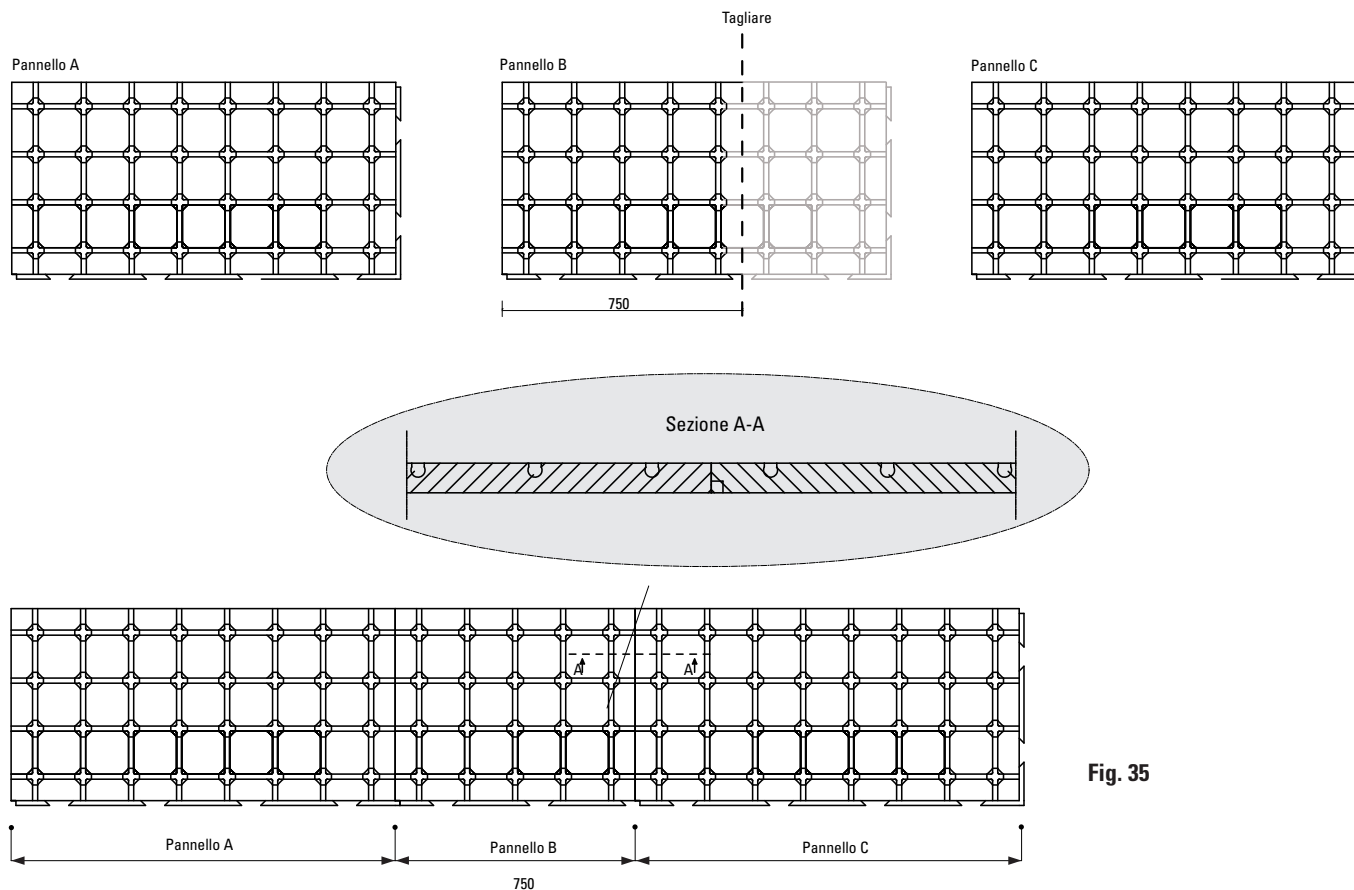 Tagliare
Pannello A
Pannello B
Pannello C
750
Sezione A-A
A
A
Fig. 35
Pannello A
Pannello B
Pannello C
750